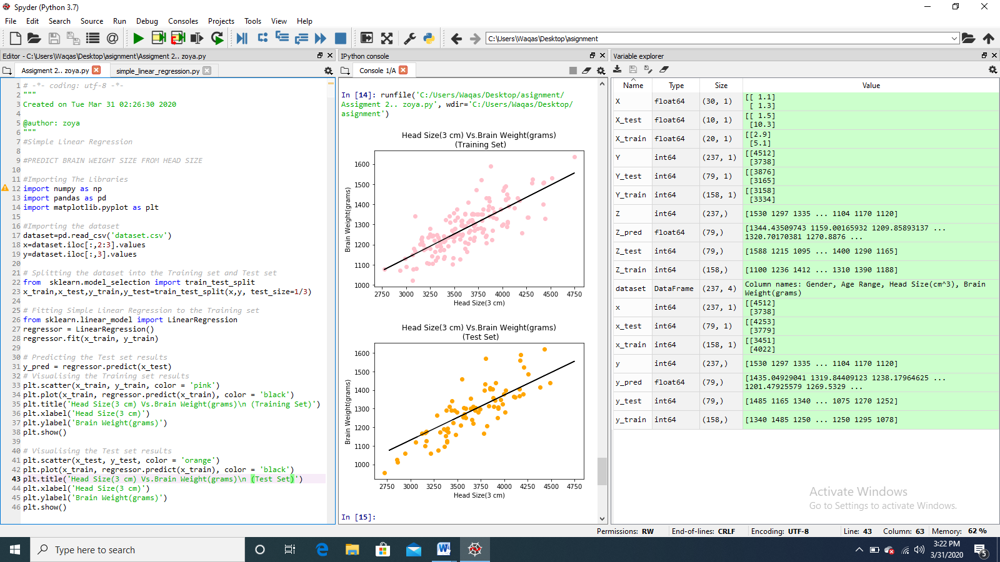 Spyder (Python 3.7)
File Edit Search Source Run Debug Consoles Projects Tools View Help
C:\Users\Waqas\Desktop\asignment
Editor - C:\Users\Waqas\Desktop\asignment\Assigment 2.. zoya.py
Assigment 2.. zoya.py simple_linear_regression.py
1 # -*- coding: utf-8 -*-
2 """
3 Created on Tue Mar 31 02:26:30 2020
4
5 @author: zoya
6 """
7 #Simple Linear Regression
8
9 #PREDICT BRAIN WEIGHT SIZE FROM HEAD SIZE
10
11 #Importing The Libraries
12 import numpy as np
13 import pandas as pd
14 import matplotlib.pyplot as plt
15
16 #Importing the dataset
17 dataset=pd.read_csv('dataset.csv')
18 x=dataset.iloc[:,2:3].values
19 y=dataset.iloc[:,3].values
20
21 # Splitting the dataset into the Training set and Test set
22 from  sklearn.model_selection import train_test_split
23 x_train,x_test,y_train,y_test=train_test_split(x,y, test_size=1/3)
24
25 # Fitting Simple Linear Regression to the Training set
26 from sklearn.linear_model import LinearRegression
27 regressor = LinearRegression()
28 regressor.fit(x_train, y_train)
29
30 # Predicting the Test set results
31 y_pred = regressor.predict(x_test)
32 # Visualising the Training set results
33 plt.scatter(x_train, y_train, color = 'pink')
34 plt.plot(x_train, regressor.predict(x_train), color = 'black')
35 plt.title('Head Size(3 cm) Vs.Brain Weight(grams)\n (Training Set)')
36 plt.xlabel('Head Size(3 cm)')
37 plt.ylabel('Brain Weight(grams)')
38 plt.show()
39
40 # Visualising the Test set results
41 plt.scatter(x_test, y_test, color = 'orange')
42 plt.plot(x_train, regressor.predict(x_train), color = 'black')
43 plt.title('Head Size(3 cm) Vs.Brain Weight(grams)\n (Test Set)')
44 plt.xlabel('Head Size(3 cm)')
45 plt.ylabel('Brain Weight(grams)')
46 plt.show()
IPython console
Console 1/A
In [14]: runfile('C:/Users/Waqas/Desktop/asignment/
Assigment 2.. zoya.py', wdir='C:/Users/Waqas/Desktop/
asignment')
Head Size(3 cm) Vs.Brain Weight(grams)
(Training Set)
Brain Weight(grams)
1600
1500
1400
1300
1200
1100
1000
2750 3000 3250 3500 3750 4000 4250 4500 4750
Head Size(3 cm)
Head Size(3 cm) Vs.Brain Weight(grams)
(Test Set)
Brain Weight(grams)
1600
1500
1400
1300
1200
1100
1000
2750 3000 3250 3500 3750 4000 4250 4500 4750
Head Size(3 cm)
In [15]:
Variable explorer
Name Type Size Value
X float64 (30, 1) [[ 1.1]
[ 1.3]
X_test float64 (10, 1) [[ 1.5]
[10.3]
X_train float64 (20, 1) [[2.9]
[5.1]
Y int64 (237, 1) [[4512]
[3738]
Y_test int64 (79, 1) [[3876]
[3165]
Y_train int64 (158, 1) [[3158]
[3334]
Z int64 (237,) [1530 1297 1335 ... 1104 1170 1120]
Z_pred float64 (79,) [1344.43509743 1159.00165932 1209.85893137 ...
1320.70170381 1270.8876 ...
Z_test int64 (79,) [1588 1215 1095 ... 1400 1290 1165]
Z_train int64 (158,) [1100 1236 1412 ... 1310 1390 1188]
dataset DataFrame (237, 4) Column names: Gender, Age Range, Head Size(cm^3), Brain
Weight(grams)
x int64 (237, 1) [[4512]
[3738]
x_test int64 (79, 1) [[4253]
[3779]
x_train int64 (158, 1) [[3451]
[4022]
y int64 (237,) [1530 1297 1335 ... 1104 1170 1120]
y_pred float64 (79,) [1435.04929041 1319.84409123 1238.17964625 ...
1201.47925579 1269.5329 ...
y_test int64 (79,) [1485 1165 1340 ... 1075 1270 1252]
y_train int64 (158,) [1340 1485 1250 ... 1250 1295 1078]
Activate Windows
Go to Settings to activate Windows.
Permissions: RW End-of-lines: CRLF Encoding: UTF-8 Line: 43 Column: 63 Memory: 62 %
Type here to search
3:22 PM
3/31/2020
5